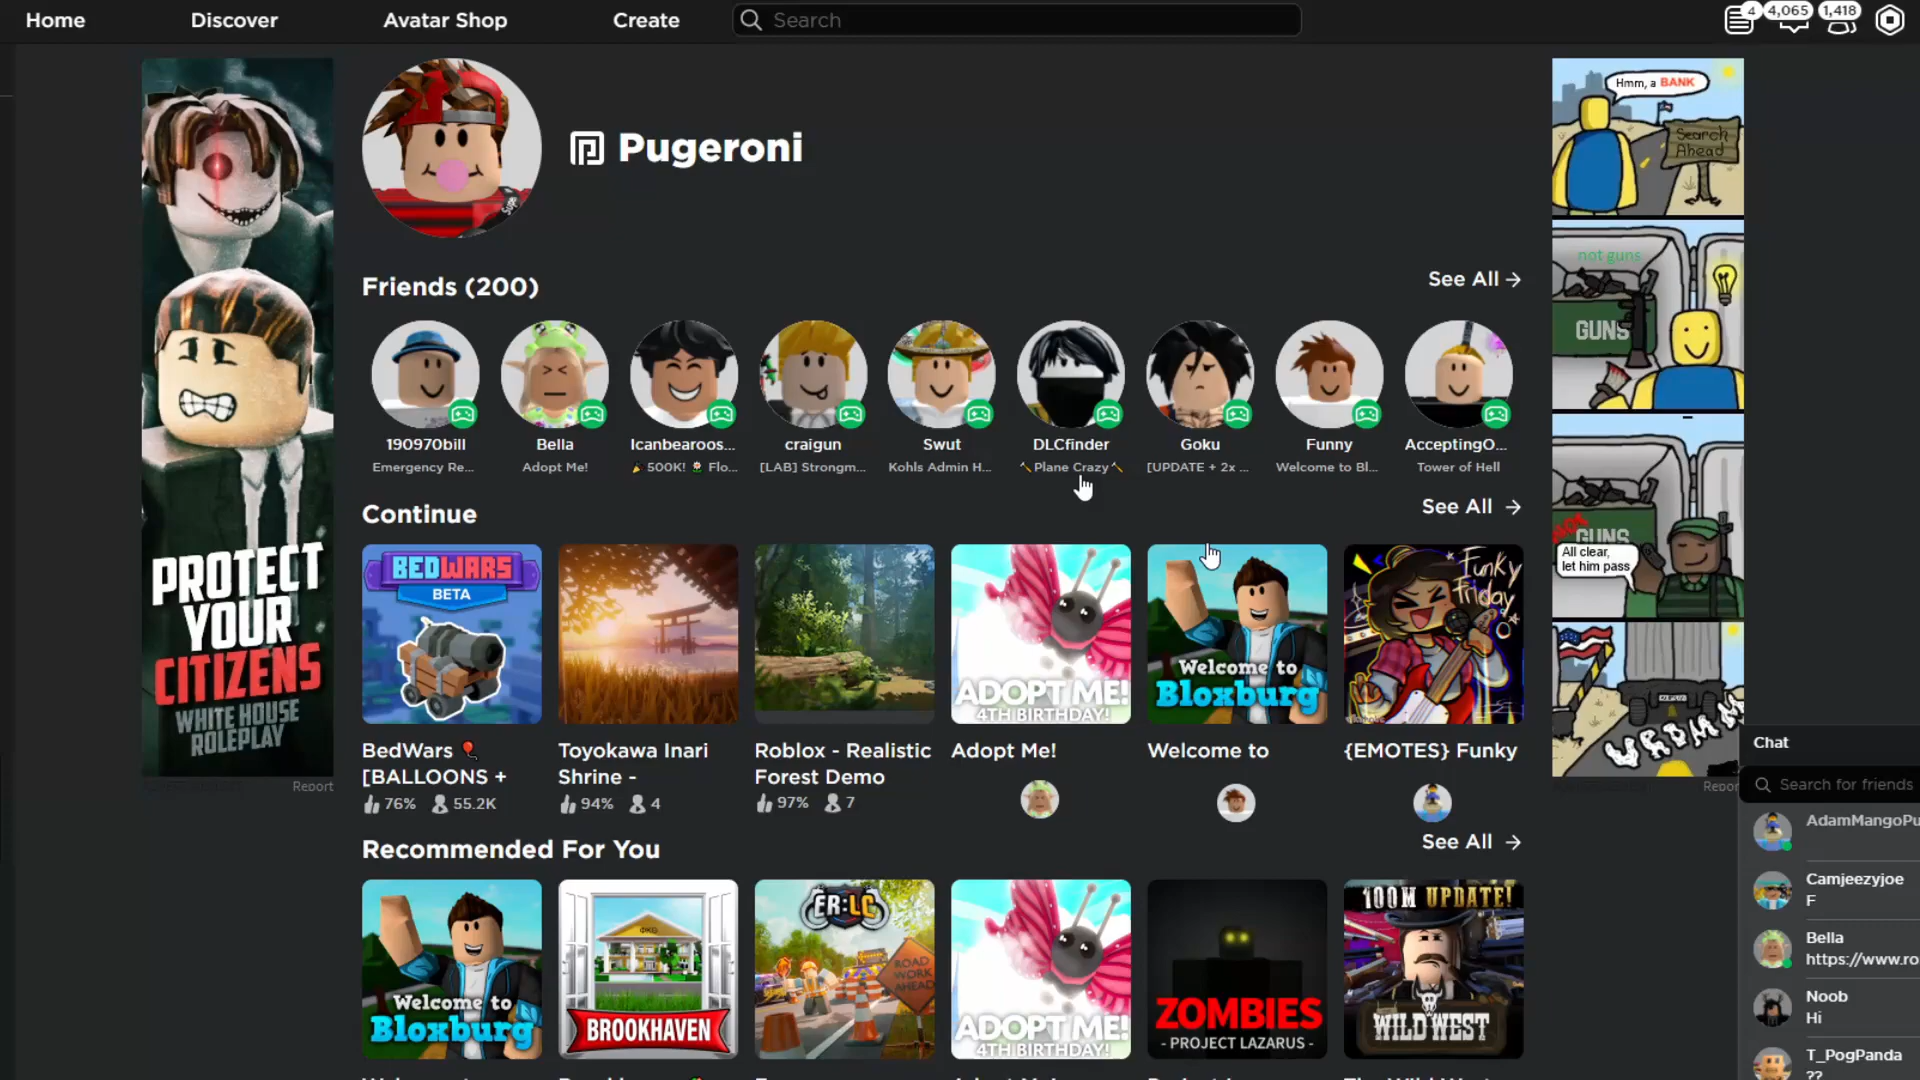 Home
Discover
Avatar Shop
Create
Search
4
4,065
1,418
Pugeroni
Friends (200)
See All →
190970bill
Bella
Icanbearoos...
craigun
Swut
DLCfinder
Goku
Funny
AcceptingO...
Emergency Re...
Adopt Me!
500K! Flo...
[LAB] Strongm...
Kohls Admin H...
Plane Crazy
[UPDATE + 2x ...
Welcome to Bl...
Tower of Hell
Continue
See All →
BEDWARS
BETA
ADOPT ME!
4TH BIRTHDAY!
Welcome to
Bloxburg
Funky
Friday
BedWars
[BALLOONS +
76% 55.2K
Toyokawa Inari
Shrine -
94% 4
Roblox - Realistic
Forest Demo
97% 7
Adopt Me!
Welcome to
{EMOTES} Funky
Recommended For You
See All →
Welcome to
Bloxburg
BROOKHAVEN
ER:LC
ROAD
WORK
AHEAD
ADOPT ME!
4TH BIRTHDAY!
ZOMBIES
- PROJECT LAZARUS -
100M UPDATE!
WILD WEST
PROTECT
YOUR
CITIZENS
WHITE HOUSE
ROLEPLAY
Report
Hmm, a BANK
Search
Ahead
not guns
GUNS
GUNS
All clear,
let him pass
VRRMMM
Repor
Chat
Search for friends
AdamMangoPu
Camjeezyjoe
F
Bella
https://www.ro
Noob
Hi
T_PogPanda
??